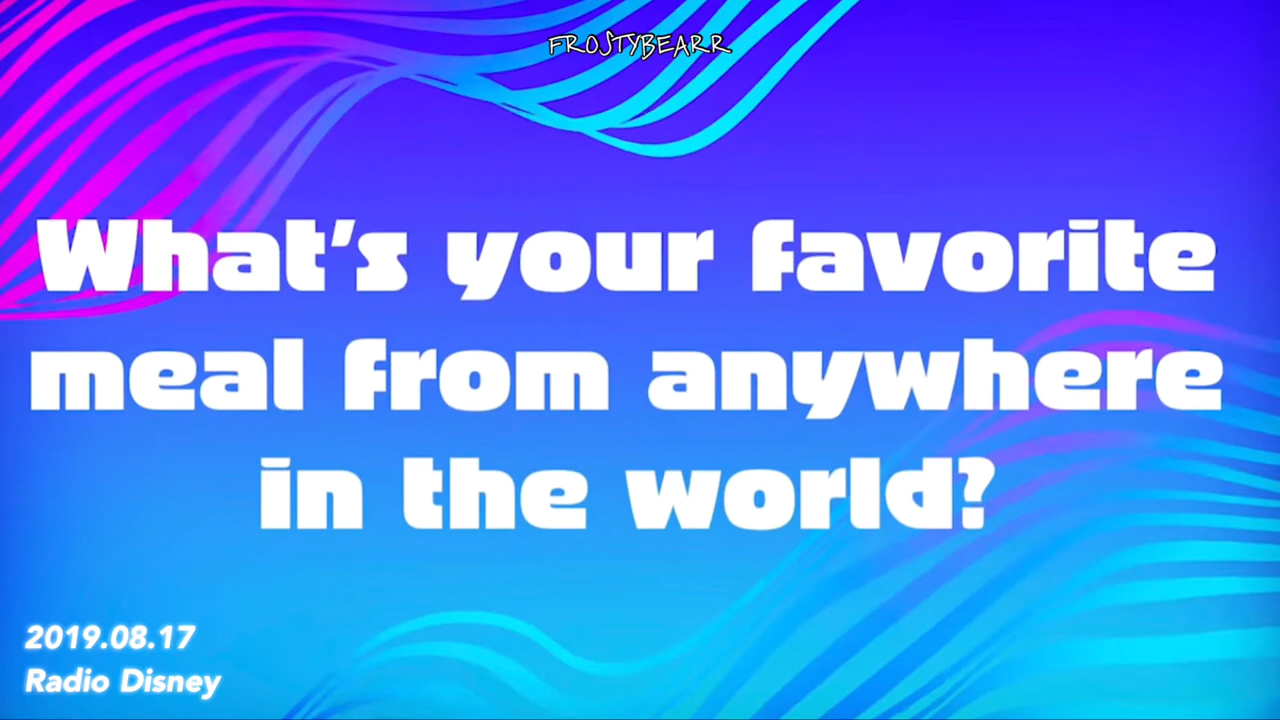 FROSTYBEARR
What's your favorite
meal from anywhere
in the world?
2019.08.17
Radio Disney